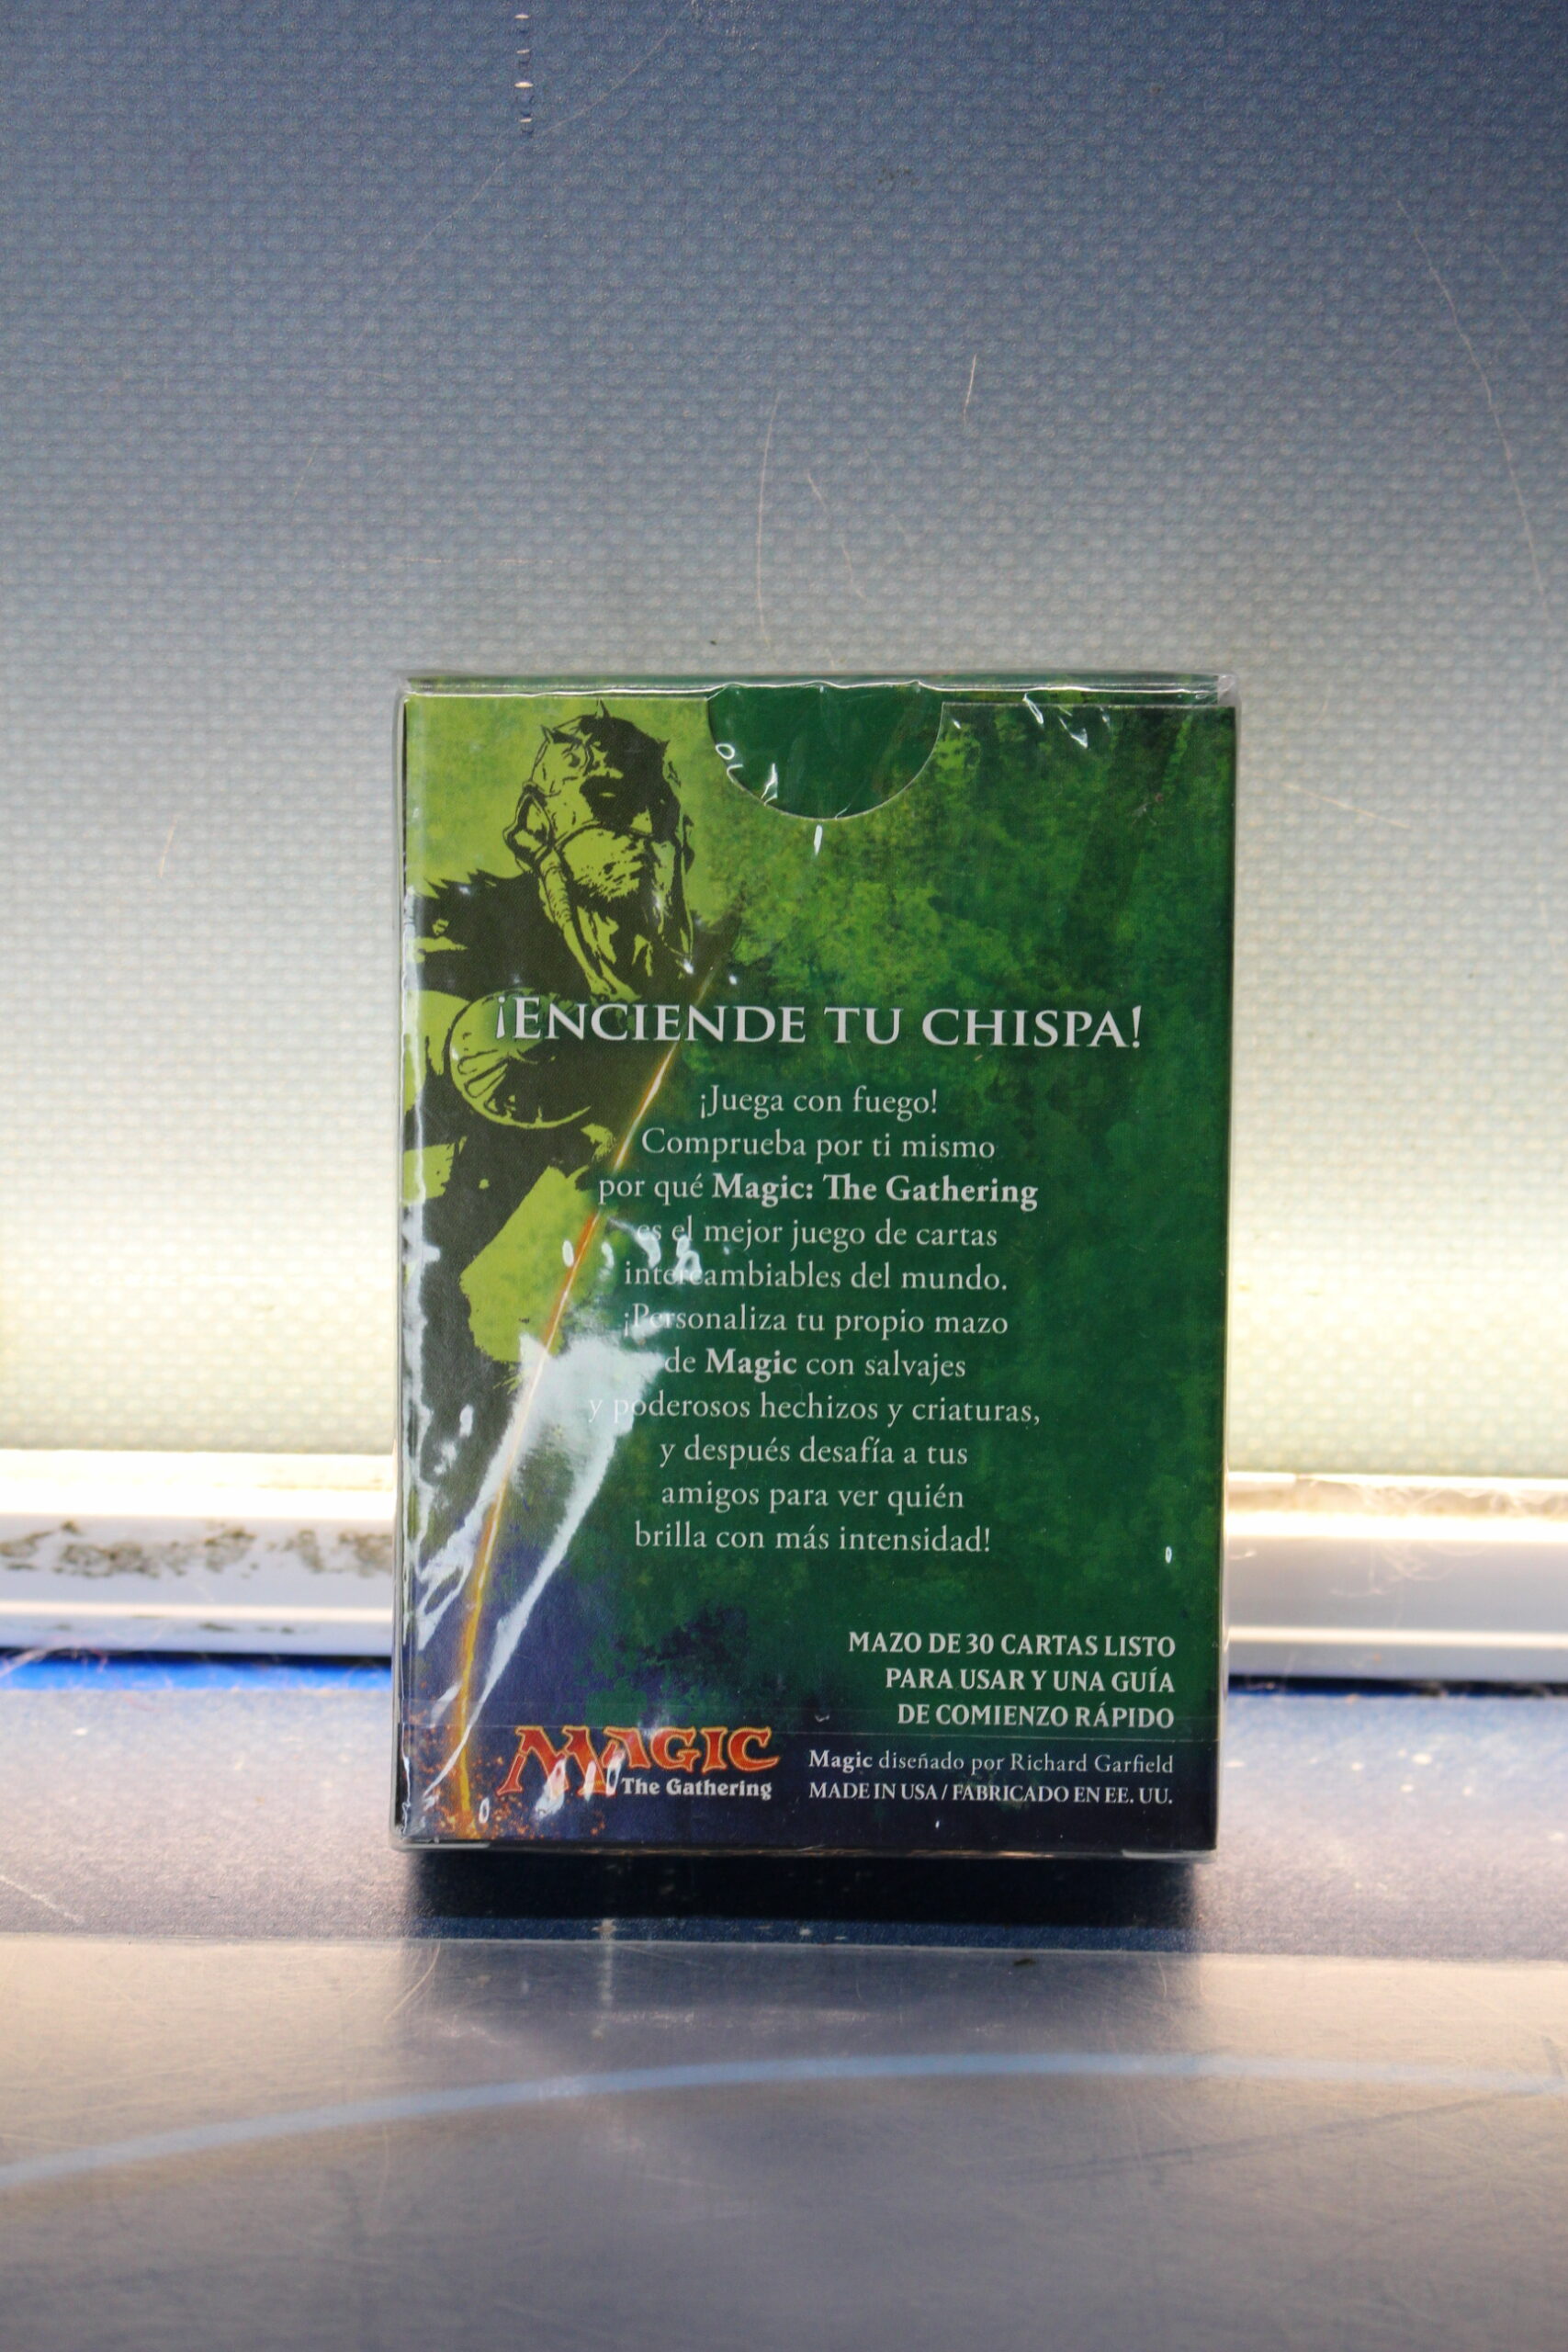 ¡ENCIENDE TU CHISPA!
¡Juega con fuego!
Comprueba por ti mismo
por qué Magic: The Gathering
es el mejor juego de cartas
intercambiables del mundo.
¡Personaliza tu propio mazo
de Magic con salvajes
y poderosos hechizos y criaturas,
y después desafía a tus
amigos para ver quién
brilla con más intensidad!
MAZO DE 30 CARTAS LISTO
PARA USAR Y UNA GUÍA
DE COMIENZO RÁPIDO
MAGIC
The Gathering
Magic diseñado por Richard Garfield
MADE IN USA / FABRICADO EN EE. UU.